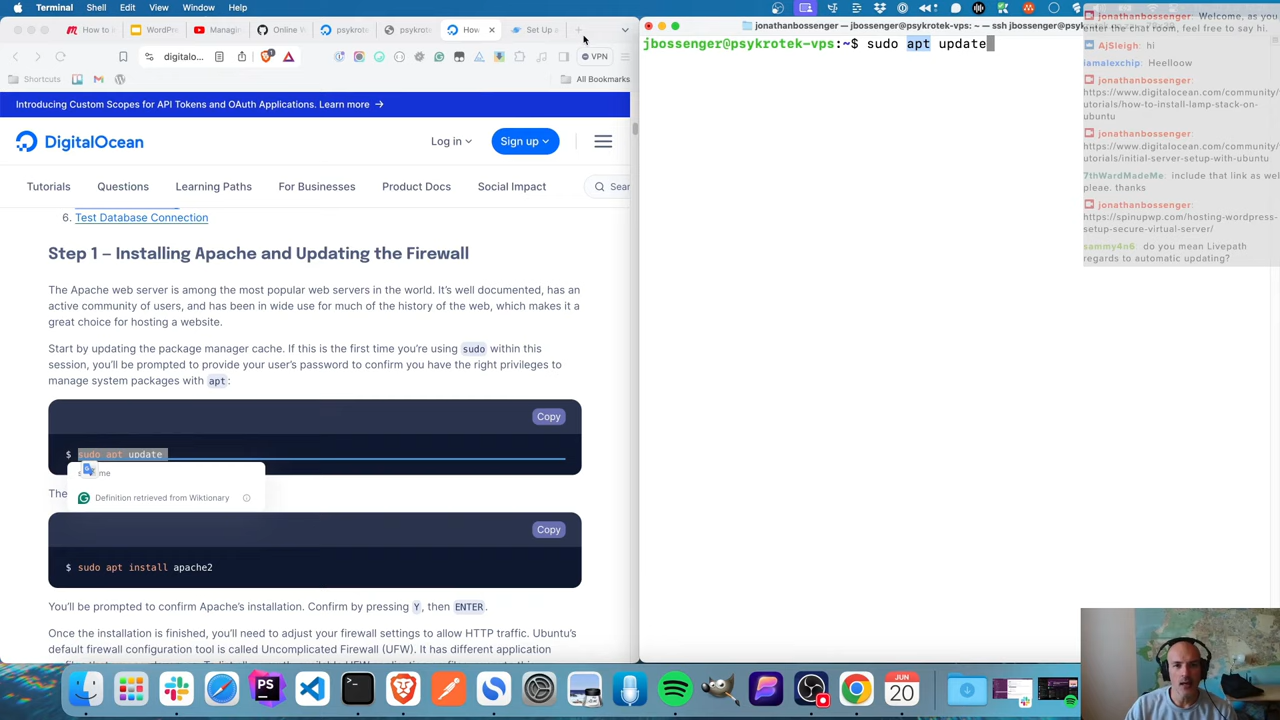 Terminal Shell Edit View Window Help
How to i
WordPre
Managin
Online V
psykrote
psykrote
How
Set Up a
digitalo...
VPN
Shortcuts
All Bookmarks
Introducing Custom Scopes for API Tokens and OAuth Applications. Learn more →
DigitalOcean
Log in
Sign up
Tutorials Questions Learning Paths For Businesses Product Docs Social Impact Sear
6. Test Database Connection
Step 1 – Installing Apache and Updating the Firewall
The Apache web server is among the most popular web servers in the world. It's well documented, has an
active community of users, and has been in wide use for much of the history of the web, which makes it a
great choice for hosting a website.
Start by updating the package manager cache. If this is the first time you're using sudo within this
session, you'll be prompted to provide your user's password to confirm you have the right privileges to
manage system packages with apt:
Copy
$ sudo apt update
me
The
Definition retrieved from Wiktionary
Copy
$ sudo apt install apache2
You'll be prompted to confirm Apache's installation. Confirm by pressing Y, then ENTER.
Once the installation is finished, you'll need to adjust your firewall settings to allow HTTP traffic. Ubuntu's
default firewall configuration tool is called Uncomplicated Firewall (UFW). It has different application
jonathanbossenger — jbossenger@psykrotek-vps: ~ — ssh jbossenger@psyk
jbossenger@psykrotek-vps:~$ sudo apt update
jonathanbossenger: Welcome, as you
enter the chat room, feel free to say hi.
AjSleigh: hi
iamalexchip: Heelloow
jonathanbossenger:
https://www.digitalocean.com/community/
tutorials/how-to-install-lamp-stack-on-
ubuntu
jonathanbossenger:
https://www.digitalocean.com/community/
tutorials/initial-server-setup-with-ubuntu
7thWardMadeMe: include that link as well
pleae. thanks
jonathanbossenger:
https://spinupwp.com/hosting-wordpress-
setup-secure-virtual-server/
sammy4n6: do you mean Livepath
regards to automatic updating?
PS
JUN
20